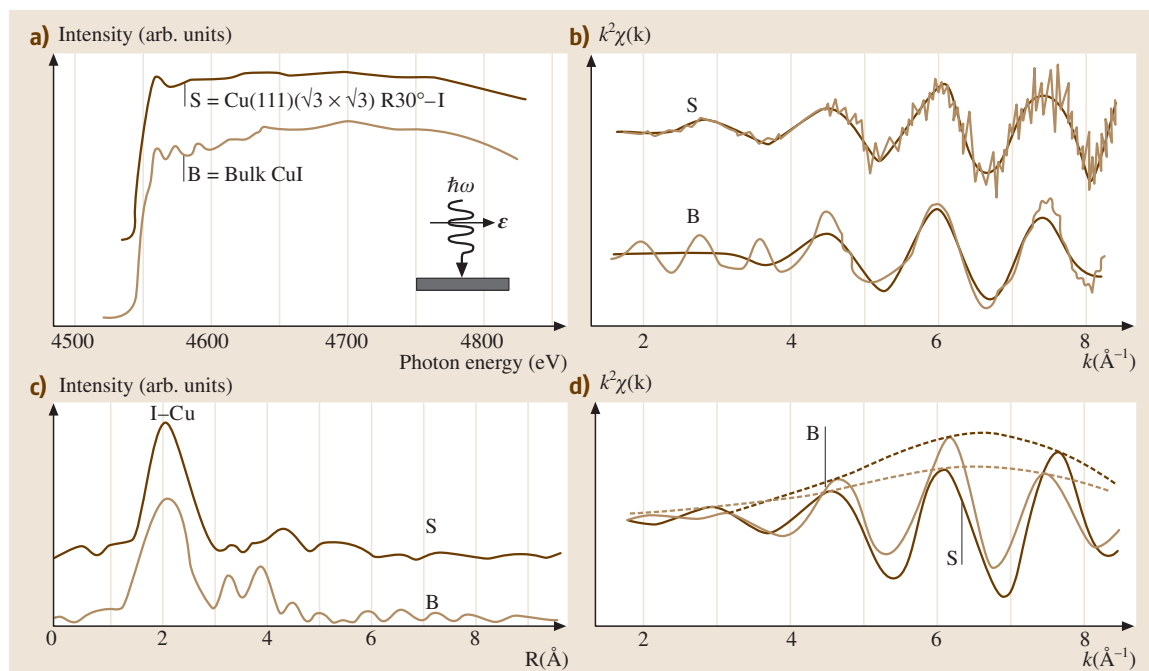 a) Intensity (arb. units)
S = Cu(111)(√3 × √3) R30°–I
B = Bulk CuI
ℏω
ε
4500 4600 4700 4800
Photon energy (eV)
b) k²χ(k)
S
B
2 4 6 8
k(Å⁻¹)
c) Intensity (arb. units)
I–Cu
S
B
0 2 4 6 8
R(Å)
d) k²χ(k)
B
S
2 4 6 8
k(Å⁻¹)